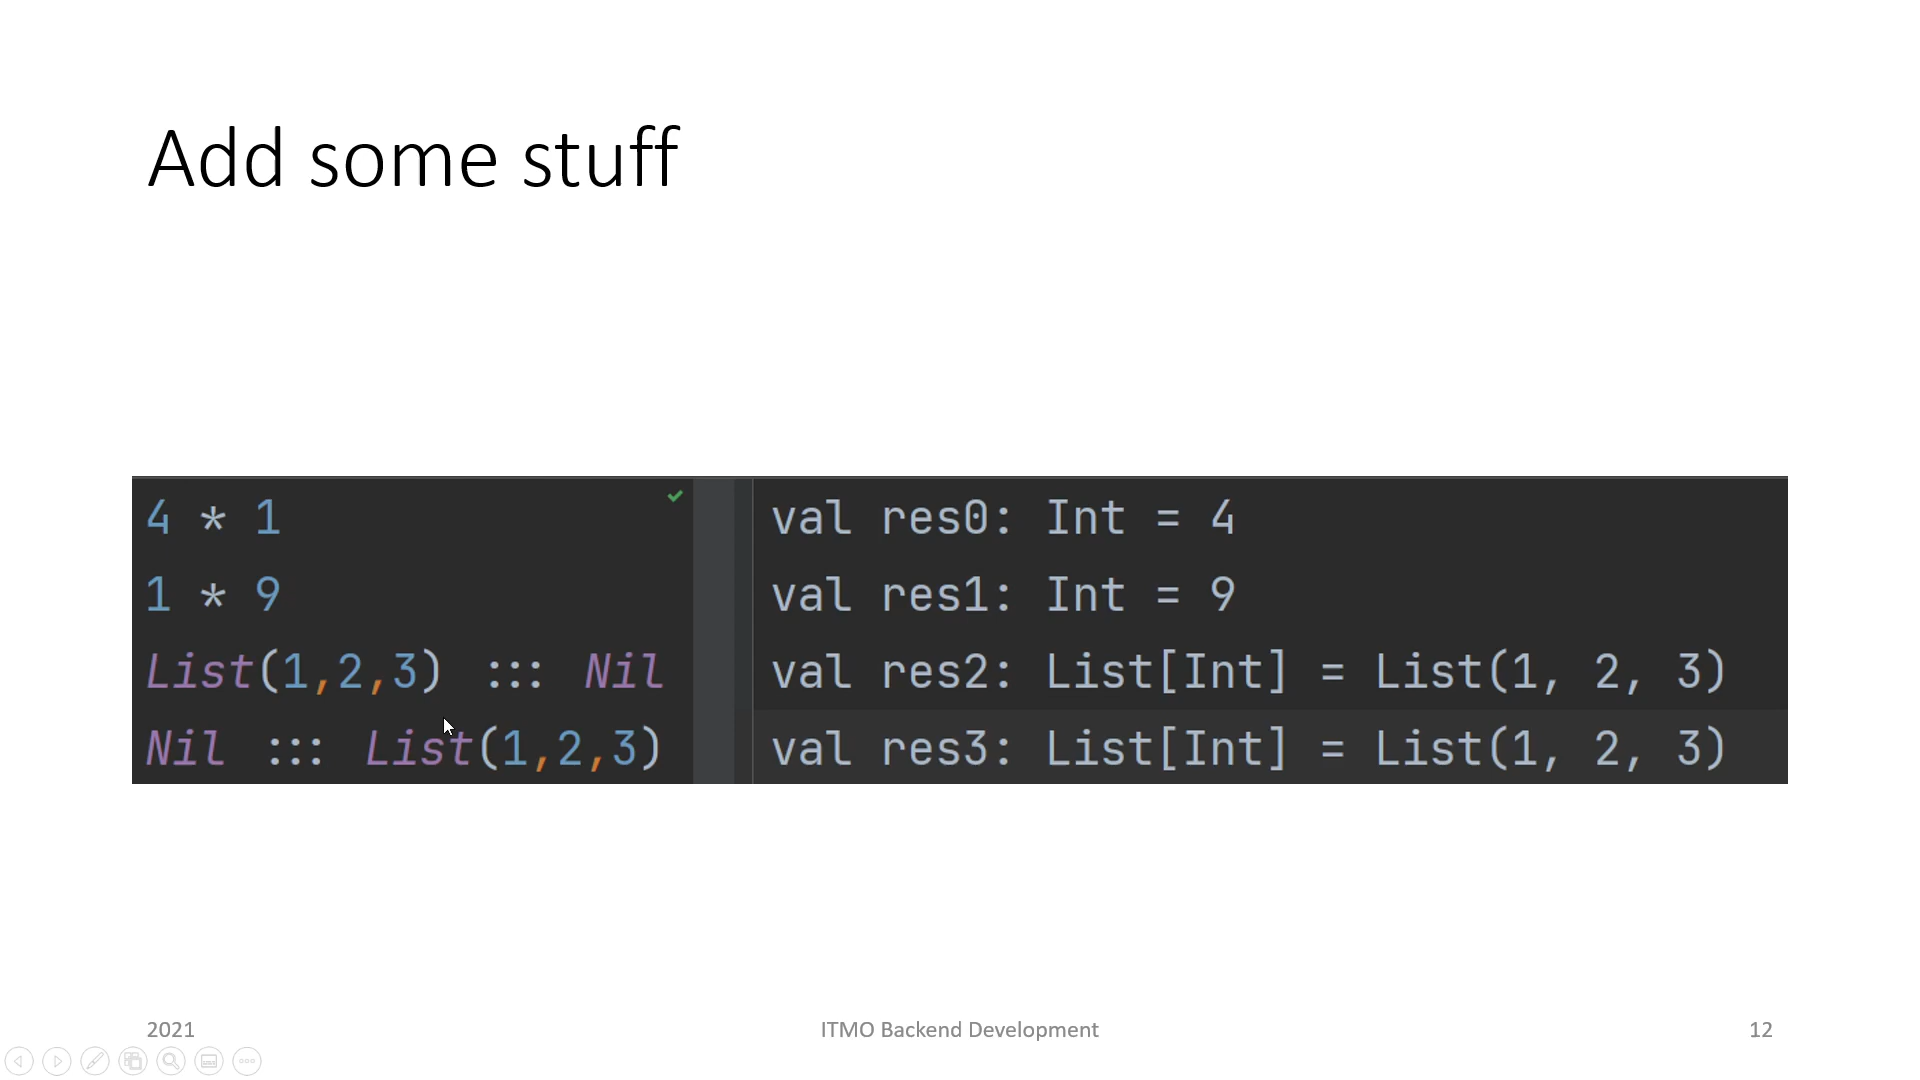 Add some stuff
4 * 1
1 * 9
List(1,2,3) ::: Nil
Nil ::: List(1,2,3)
val res0: Int = 4
val res1: Int = 9
val res2: List[Int] = List(1, 2, 3)
val res3: List[Int] = List(1, 2, 3)
2021
ITMO Backend Development
12